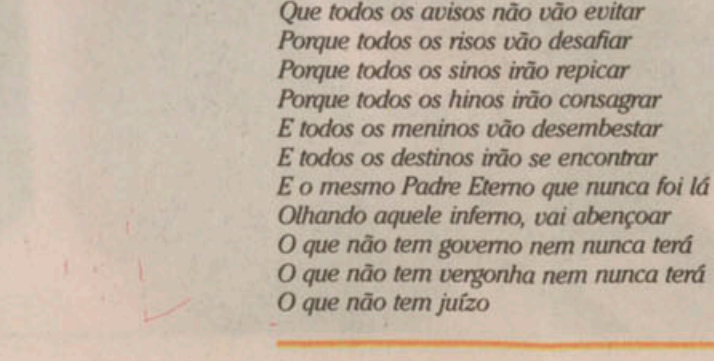 Que todos os avisos não vão evitar
Porque todos os risos vão desafiar
Porque todos os sinos irão repicar
Porque todos os hinos irão consagrar
E todos os meninos vão desembestar
E todos os destinos irão se encontrar
E o mesmo Padre Eterno que nunca foi lá
Olhando aquele inferno, vai abençoar
O que não tem governo nem nunca terá
O que não tem vergonha nem nunca terá
O que não tem juízo